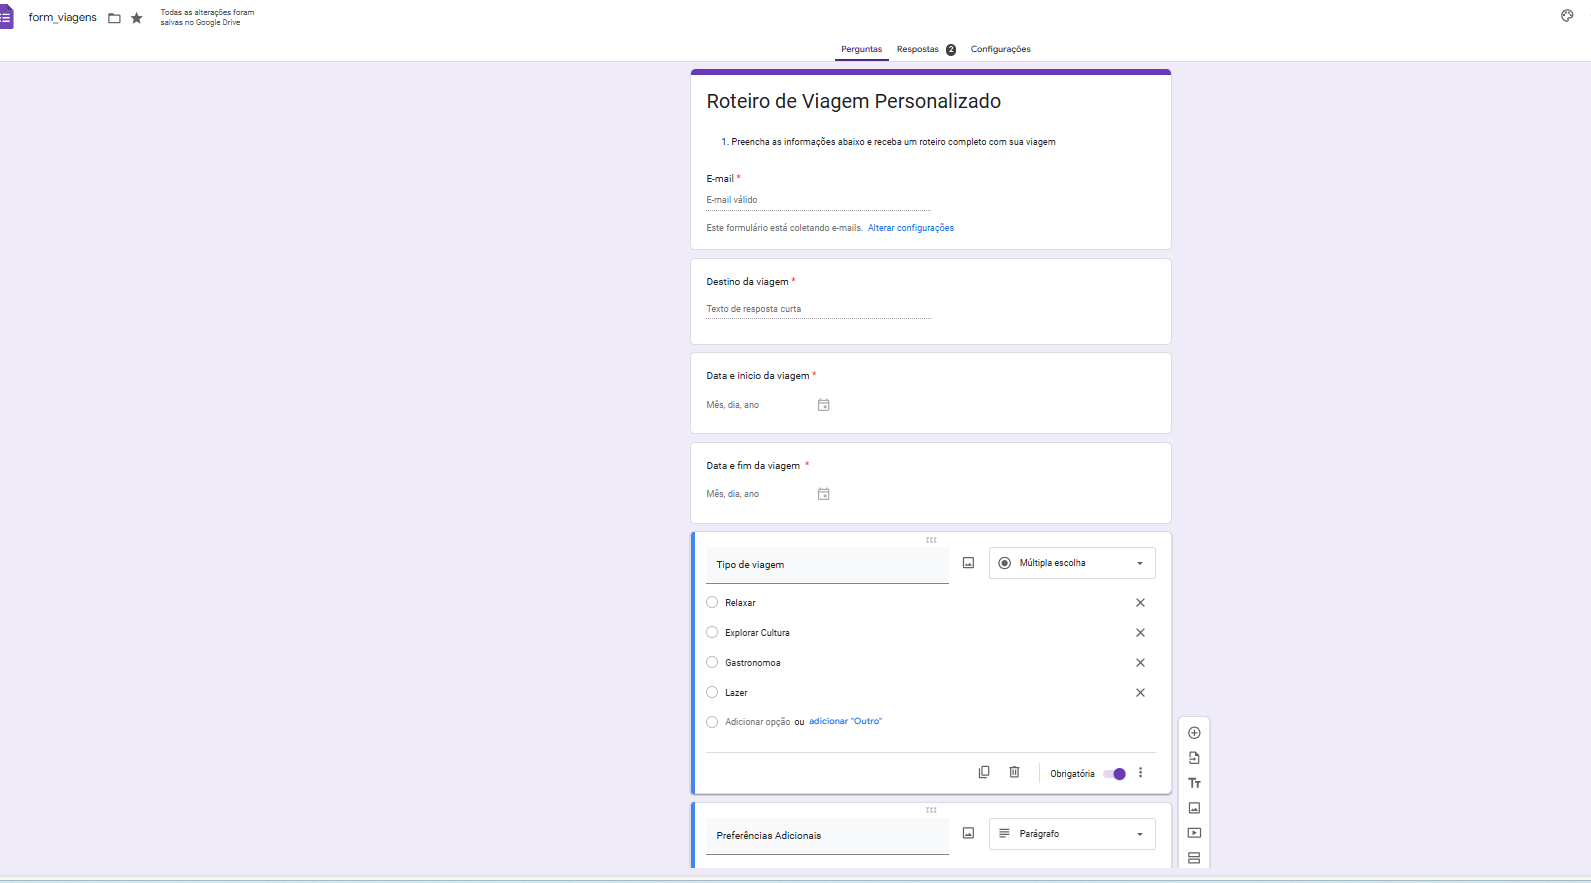 form_viagens
Todas as alterações foram
salvas no Google Drive
Perguntas
Respostas 2
Configurações
Roteiro de Viagem Personalizado
1. Preencha as informações abaixo e receba um roteiro completo com sua viagem
E-mail *
E-mail válido
Este formulário está coletando e-mails. Alterar configurações
Destino da viagem *
Texto de resposta curta
Data e inicio da viagem *
Mês, dia, ano
Data e fim da viagem *
Mês, dia, ano
Tipo de viagem
Múltipla escolha
Relaxar
Explorar Cultura
Gastronomoa
Lazer
Adicionar opção ou adicionar "Outro"
Obrigatória
Tт
Preferências Adicionais
Parágrafo